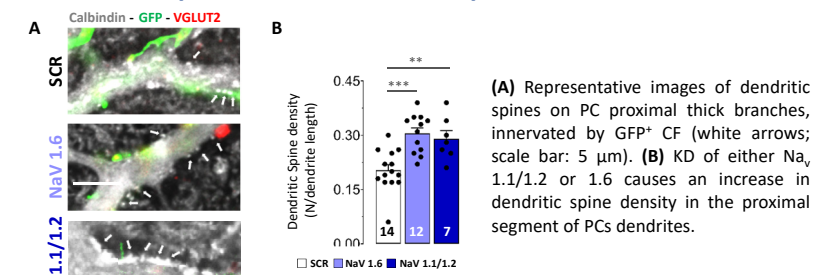 Calbindin - GFP - VGLUT2
A
SCR
NaV 1.6
1.1/1.2
B
Dendritic Spine density
(N/dendrite length)
0.45
0.30
0.15
0.00
**
***
14
12
7
SCR NaV 1.6 NaV 1.1/1.2
(A) Representative images of dendritic
spines on PC proximal thick branches,
innervated by GFP⁺ CF (white arrows;
scale bar: 5 μm). (B) KD of either Naᵥ
1.1/1.2 or 1.6 causes an increase in
dendritic spine density in the proximal
segment of PCs dendrites.